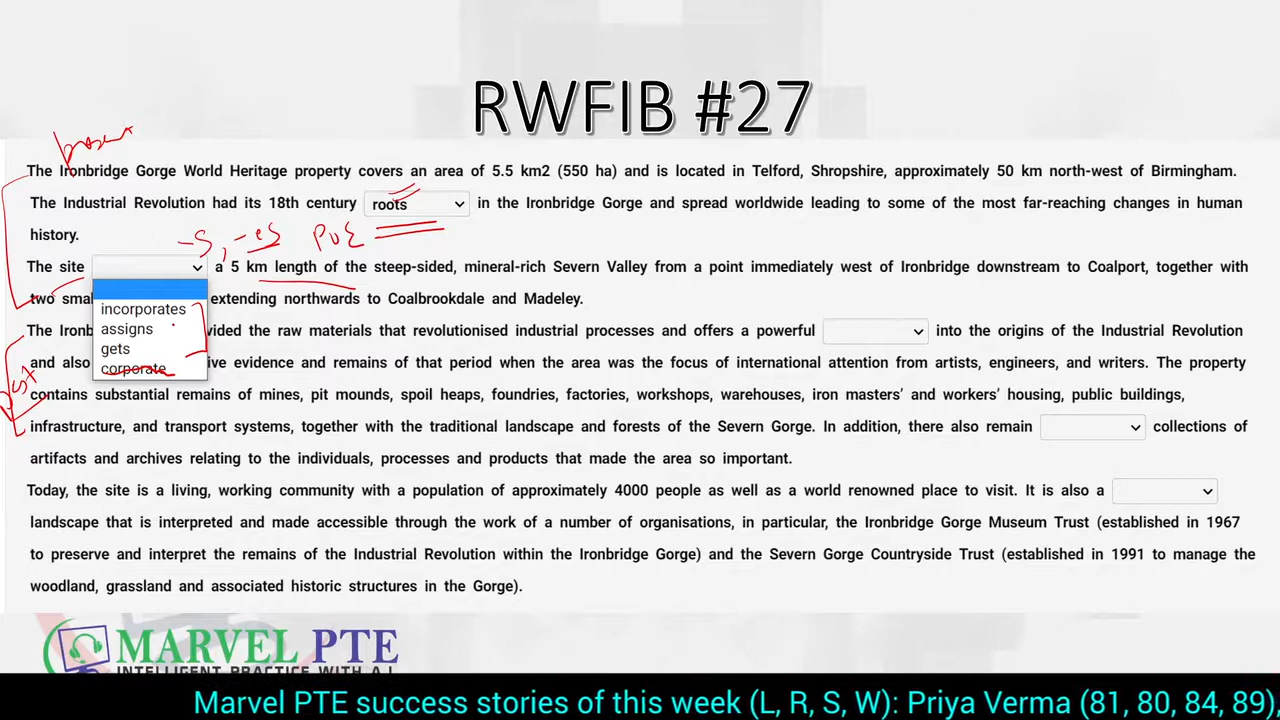 RWFIB #27
The Ironbridge Gorge World Heritage property covers an area of 5.5 km2 (550 ha) and is located in Telford, Shropshire, approximately 50 km north-west of Birmingham.
The Industrial Revolution had its 18th century roots in the Ironbridge Gorge and spread worldwide leading to some of the most far-reaching changes in human
history.
-s, -es
The site a 5 km length of the steep-sided, mineral-rich Severn Valley from a point immediately west of Ironbridge downstream to Coalport, together with
two extending northwards to Coalbrookdale and Madeley.
incorporates
assigns
gets
corporate
The the raw materials that revolutionised industrial processes and offers a powerful into the origins of the Industrial Revolution
and also evidence and remains of that period when the area was the focus of international attention from artists, engineers, and writers. The property
contains substantial remains of mines, pit mounds, spoil heaps, foundries, factories, workshops, warehouses, iron masters’ and workers’ housing, public buildings,
infrastructure, and transport systems, together with the traditional landscape and forests of the Severn Gorge. In addition, there also remain collections of
artifacts and archives relating to the individuals, processes and products that made the area so important.
Today, the site is a living, working community with a population of approximately 4000 people as well as a world renowned place to visit. It is also a
landscape that is interpreted and made accessible through the work of a number of organisations, in particular, the Ironbridge Gorge Museum Trust (established in 1967
to preserve and interpret the remains of the Industrial Revolution within the Ironbridge Gorge) and the Severn Gorge Countryside Trust (established in 1991 to manage the
woodland, grassland and associated historic structures in the Gorge).
MARVEL PTE
INTELLIGENT PRACTICE WITH A.I
Marvel PTE success stories of this week (L, R, S, W): Priya Verma (81, 80, 84, 89),